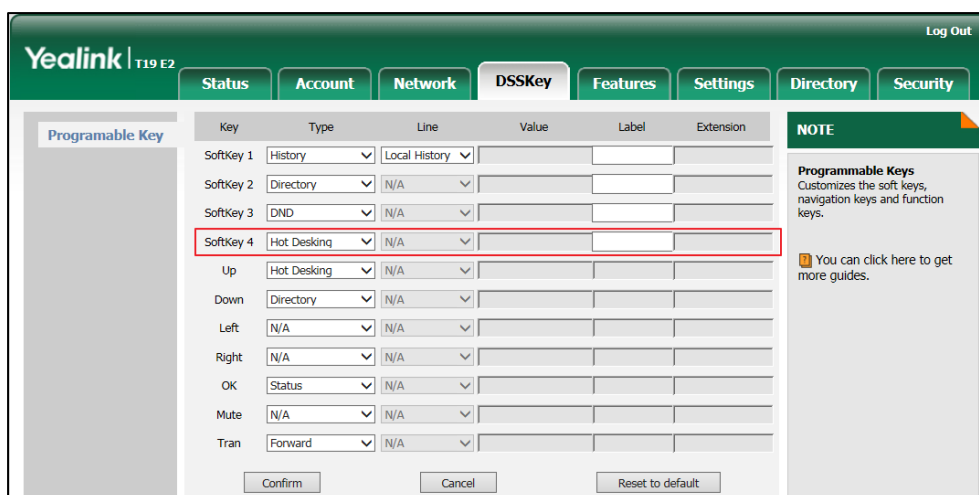 Log Out
Yealink | T19 E2
Status Account Network DSSKey Features Settings Directory Security
Programable Key
Key Type Line Value Label Extension
SoftKey 1 History Local History
SoftKey 2 Directory N/A
SoftKey 3 DND N/A
SoftKey 4 Hot Desking N/A
Up Hot Desking N/A
Down Directory N/A
Left N/A N/A
Right N/A N/A
OK Status N/A
Mute N/A N/A
Tran Forward N/A
Confirm Cancel Reset to default
NOTE
Programmable Keys
Customizes the soft keys,
navigation keys and function
keys.
? You can click here to get
more guides.